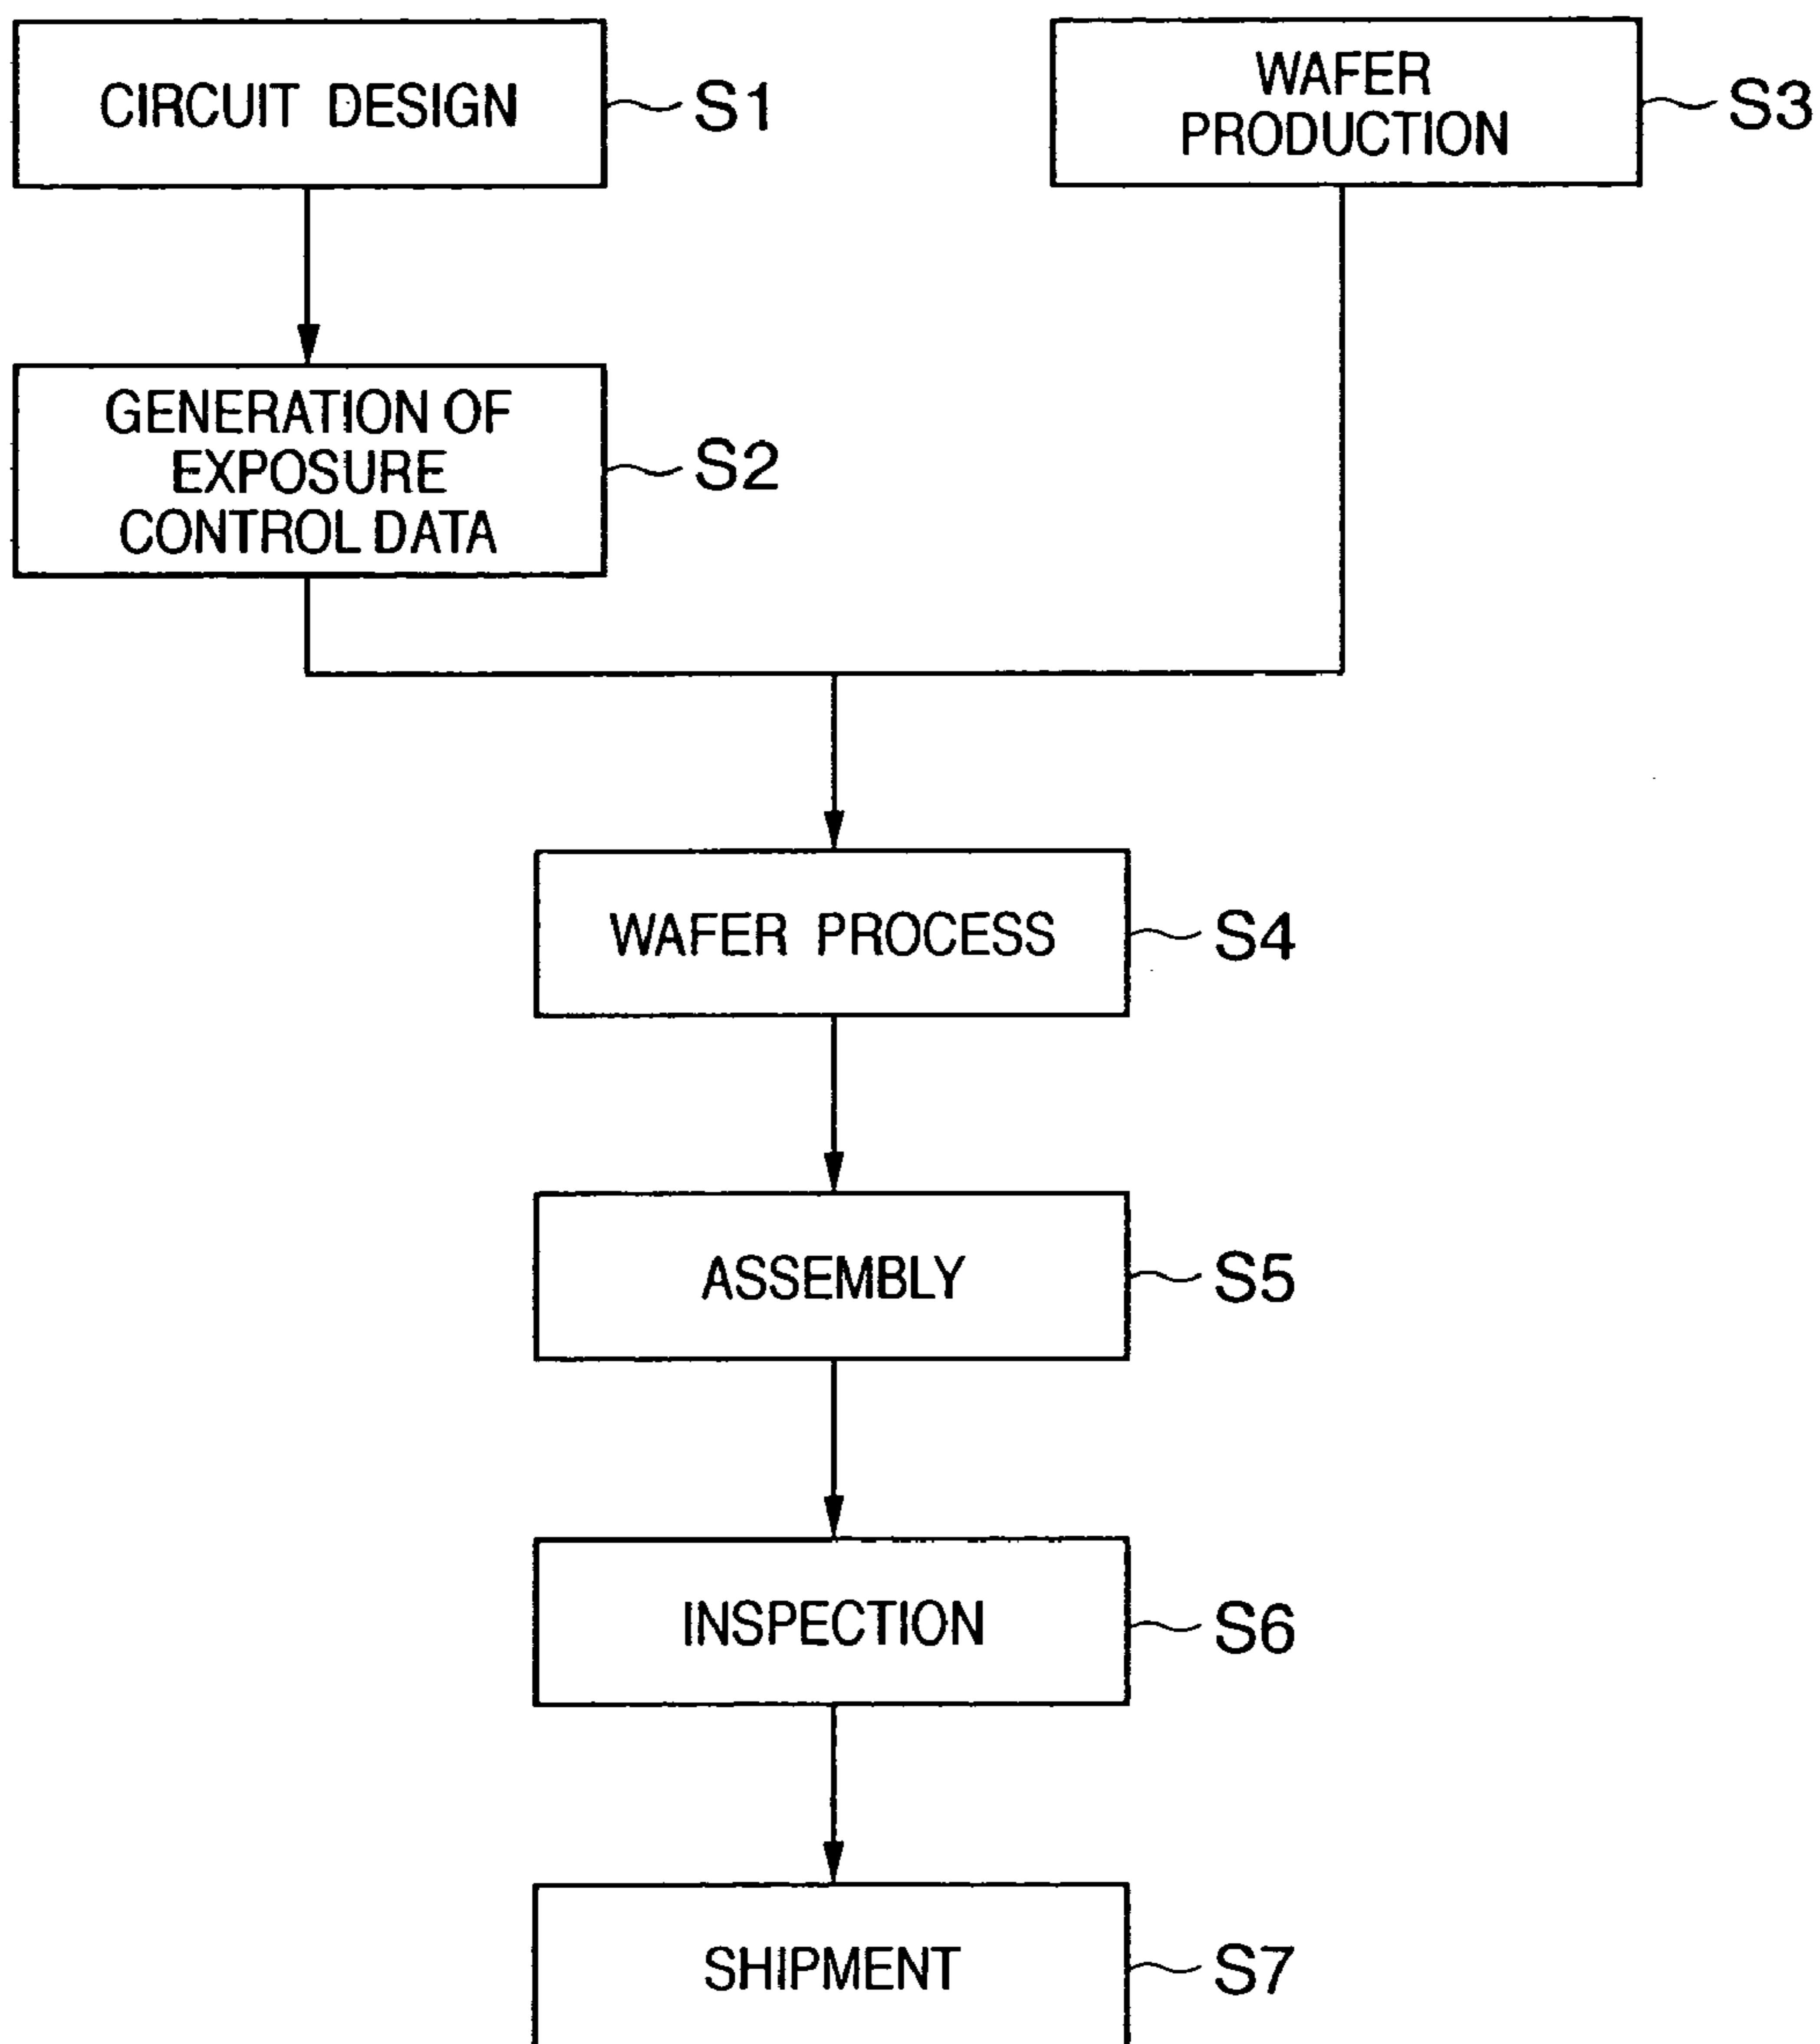 CIRCUIT DESIGN
S1
WAFER
PRODUCTION
S3
GENERATION OF
EXPOSURE
CONTROL DATA
S2
WAFER PROCESS
S4
ASSEMBLY
S5
INSPECTION
S6
SHIPMENT
S7